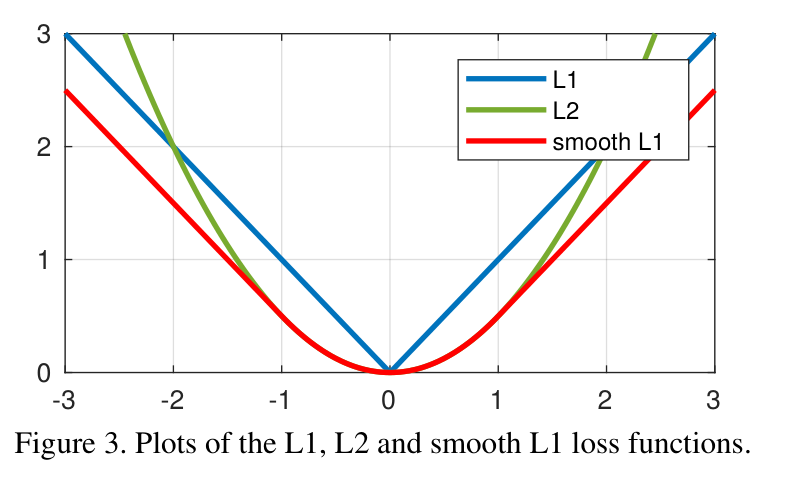 3
2
1
0
-3 -2 -1 0 1 2 3
L1
L2
smooth L1
Figure 3. Plots of the L1, L2 and smooth L1 loss functions.